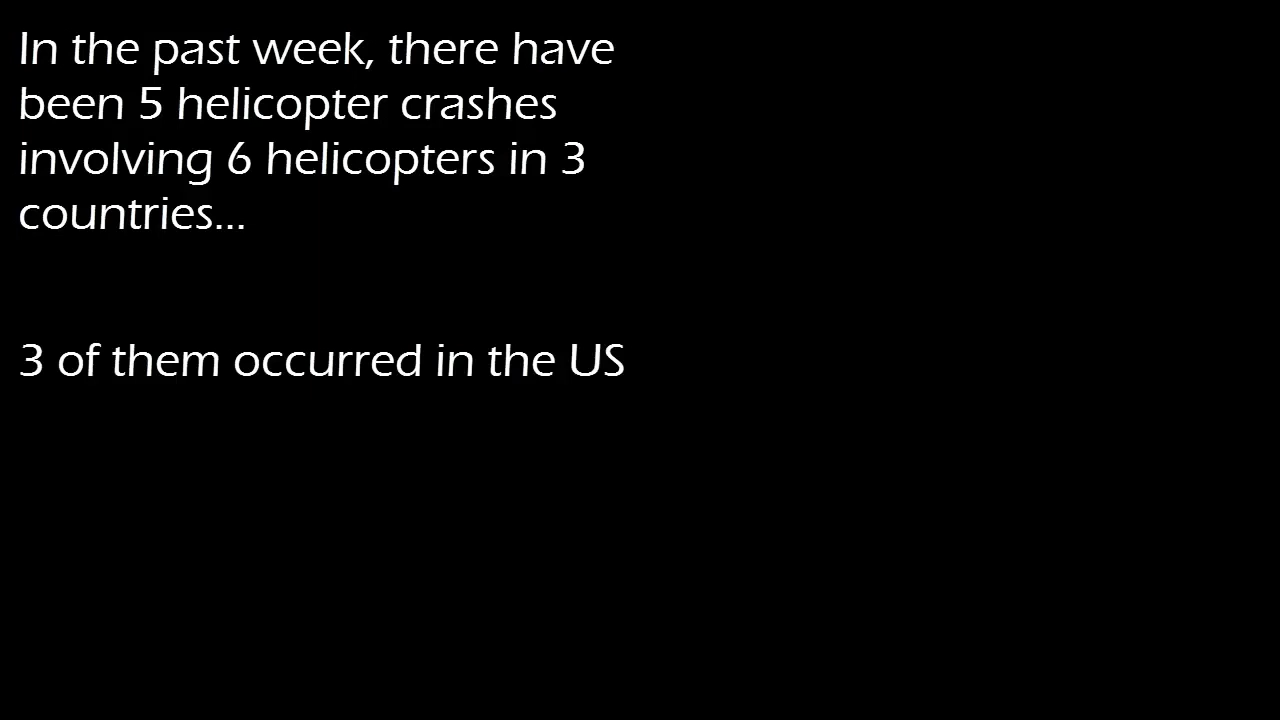 In the past week, there have
been 5 helicopter crashes
involving 6 helicopters in 3
countries...
3 of them occurred in the US